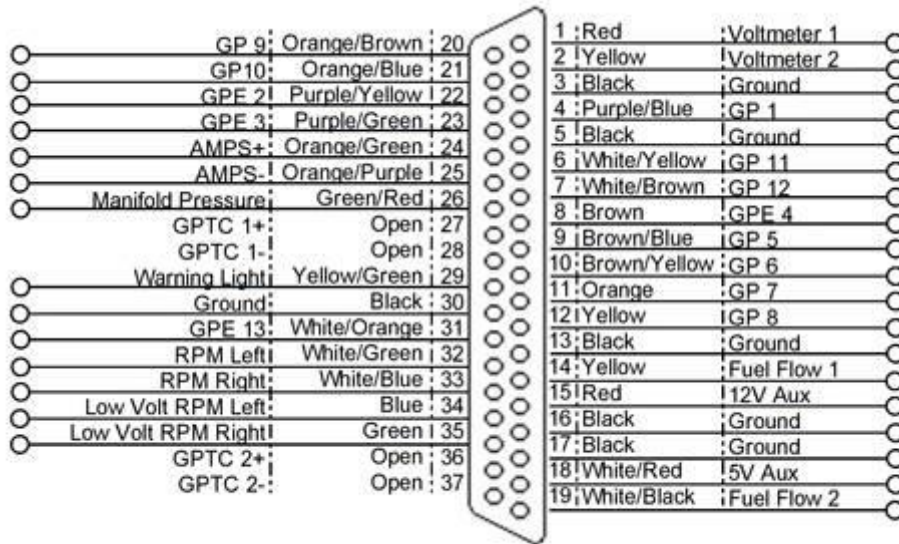 GP 9 Orange/Brown 20
GP10 Orange/Blue 21
GPE 2 Purple/Yellow 22
GPE 3 Purple/Green 23
AMPS+ Orange/Green 24
AMPS- Orange/Purple 25
Manifold Pressure Green/Red 26
GPTC 1+ Open 27
GPTC 1- Open 28
Warning Light Yellow/Green 29
Ground Black 30
GPE 13 White/Orange 31
RPM Left White/Green 32
RPM Right White/Blue 33
Low Volt RPM Left Blue 34
Low Volt RPM Right Green 35
GPTC 2+ Open 36
GPTC 2- Open 37
1 Red Voltmeter 1
2 Yellow Voltmeter 2
3 Black Ground
4 Purple/Blue GP 1
5 Black Ground
6 White/Yellow GP 11
7 White/Brown GP 12
8 Brown GPE 4
9 Brown/Blue GP 5
10 Brown/Yellow GP 6
11 Orange GP 7
12 Yellow GP 8
13 Black Ground
14 Yellow Fuel Flow 1
15 Red 12V Aux
16 Black Ground
17 Black Ground
18 White/Red 5V Aux
19 White/Black Fuel Flow 2